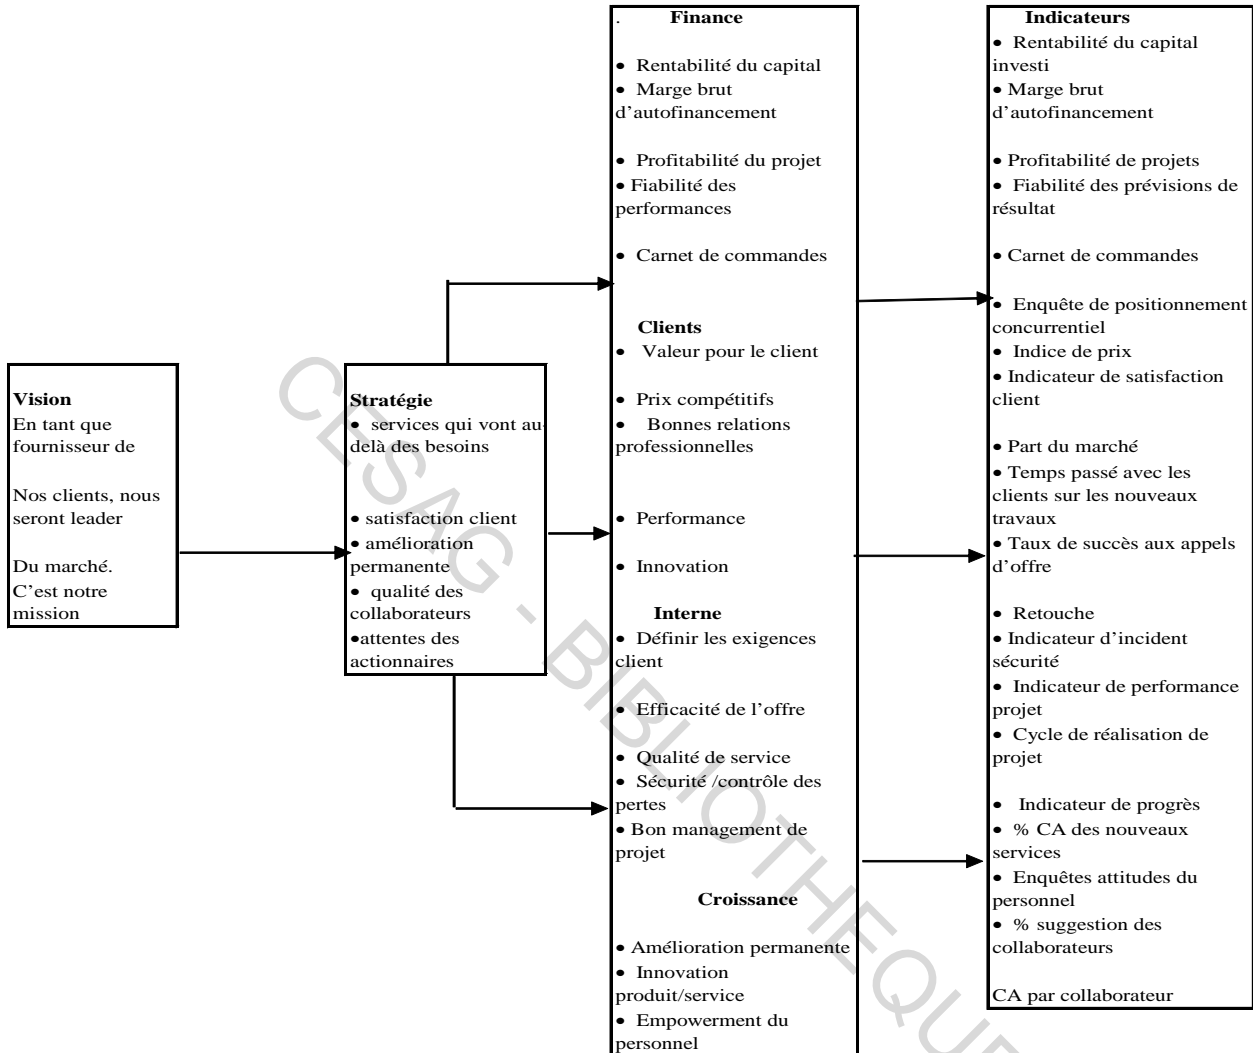 Vision
En tant que
fournisseur de
Nos clients, nous
seront leader
Du marché.
C’est notre
mission
Stratégie
• services qui vont au-
delà des besoins
• satisfaction client
• amélioration
permanente
• qualité des
collaborateurs
•attentes des
actionnaires
. Finance
• Rentabilité du capital
• Marge brut
d’autofinancement
• Profitabilité du projet
• Fiabilité des
performances
• Carnet de commandes
Clients
• Valeur pour le client
• Prix compétitifs
• Bonnes relations
professionnelles
• Performance
• Innovation
Interne
• Définir les exigences
client
• Efficacité de l’offre
• Qualité de service
• Sécurité /contrôle des
pertes
• Bon management de
projet
Croissance
• Amélioration permanente
• Innovation
produit/service
• Empowerment du
personnel
Indicateurs
• Rentabilité du capital
investi
• Marge brut
d’autofinancement
• Profitabilité de projets
• Fiabilité des prévisions de
résultat
• Carnet de commandes
• Enquête de positionnement
concurrentiel
• Indice de prix
• Indicateur de satisfaction
client
• Part du marché
• Temps passé avec les
clients sur les nouveaux
travaux
• Taux de succès aux appels
d’offre
• Retouche
• Indicateur d’incident
sécurité
• Indicateur de performance
projet
• Cycle de réalisation de
projet
• Indicateur de progrès
• % CA des nouveaux
services
• Enquêtes attitudes du
personnel
• % suggestion des
collaborateurs
CA par collaborateur
CESAG - BIBLIOTHEQUE